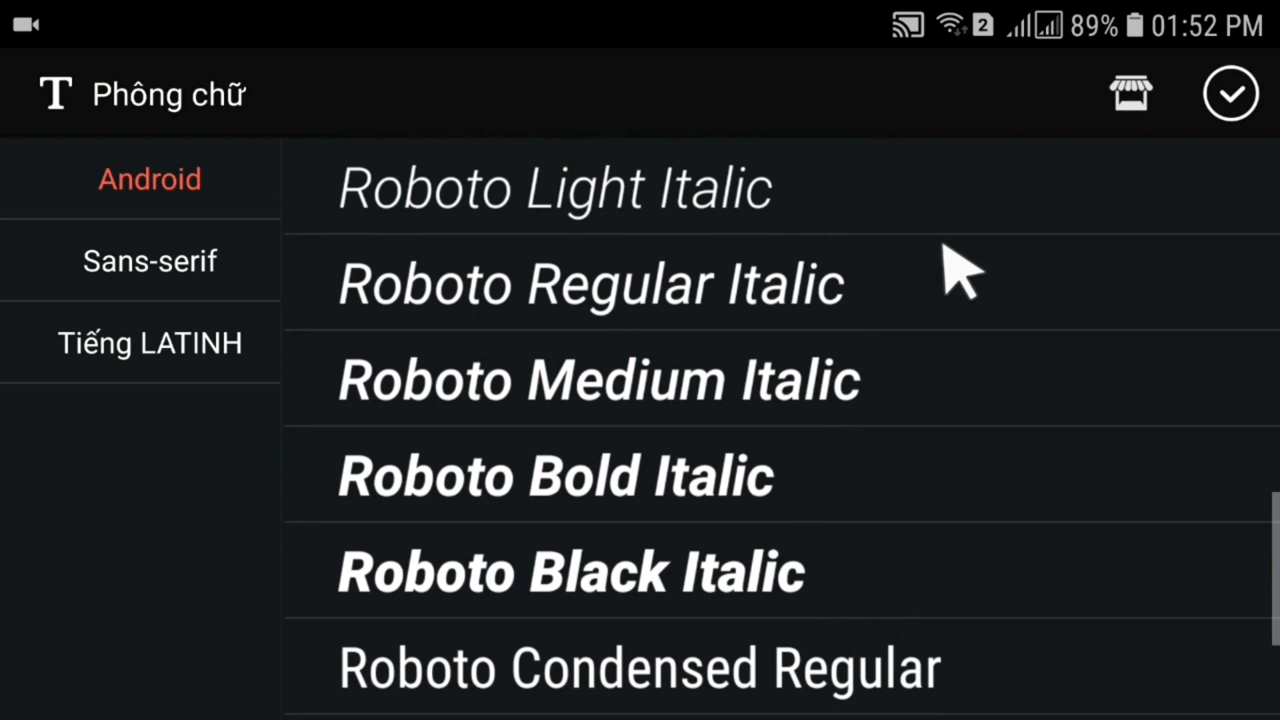 2 89% 01:52 PM
T Phông chữ
Android
Sans-serif
Tiếng LATINH
Roboto Light Italic
Roboto Regular Italic
Roboto Medium Italic
Roboto Bold Italic
Roboto Black Italic
Roboto Condensed Regular